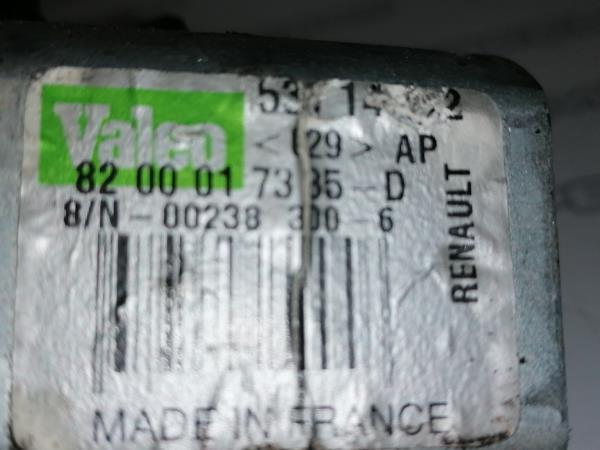 Valeo
<029> AP
82 00 01 73 85-D
S/N-00238 300-6
RENAULT
MADE IN FRANCE